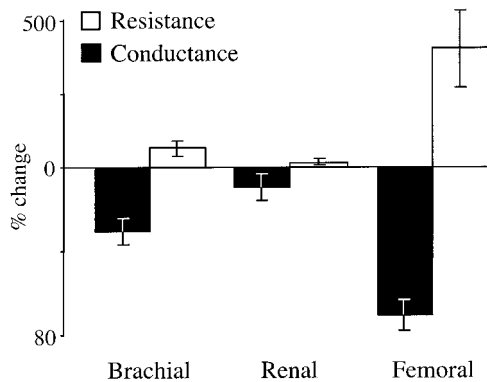 500
Resistance
Conductance
0
% change
80
Brachial
Renal
Femoral